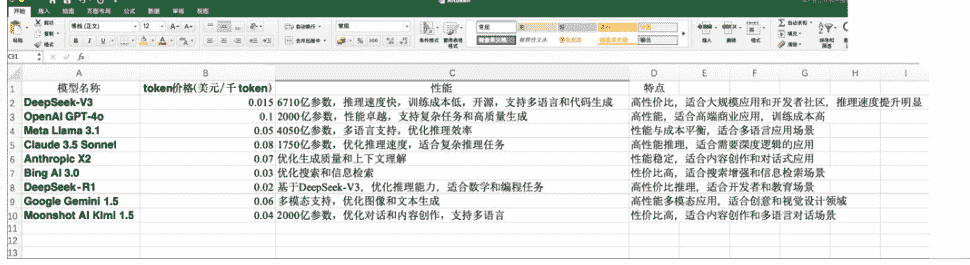 开始 插入 绘图 页面布局 公式 数据 审阅 视图
粘贴 剪切 复制 格式 等线 (正文) 12 自动换行 合并后居中 常规 条件格式 套用表格格式 常规 插入 删除 格式 自动求和 填充 清除
C31 fx
A B C D E F G H I
1 模型名称 token价格(美元/千 token) 性能 特点
2 DeepSeek-V3 0.015 6710亿参数，推理速度快，训练成本低，开源，支持多语言和代码生成 高性价比，适合大规模应用和开发者社区，推理速度提升明显
3 OpenAI GPT-4o 0.1 2000亿参数，性能卓越，支持复杂任务和高质量生成 高性能，适合高端商业应用，训练成本高
4 Meta Llama 3.1 0.05 4050亿参数，多语言支持，优化推理效率 性能与成本平衡，适合多语言应用场景
5 Claude 3.5 Sonnet 0.08 1750亿参数，优化推理速度，适合复杂推理任务 高性能推理，适合需要深度逻辑的应用
6 Anthropic X2 0.07 优化生成质量和上下文理解 性能稳定，适合内容创作和对话式应用
7 Bing AI 3.0 0.03 优化搜索和信息检索 性价比高，适合搜索增强和信息检索场景
8 DeepSeek-R1 0.02 基于DeepSeek-V3，优化推理能力，适合数学和编程任务 高性价比推理，适合开发者和教育场景
9 Google Gemini 1.5 0.06 多模态支持，优化图像和文本生成 高性能多模态应用，适合创意和视觉设计领域
10 Moonshot AI Kimi 1.5 0.04 2000亿参数，优化对话和内容创作，支持多语言 性价比高，适合内容创作和多语言对话场景
11
12
13